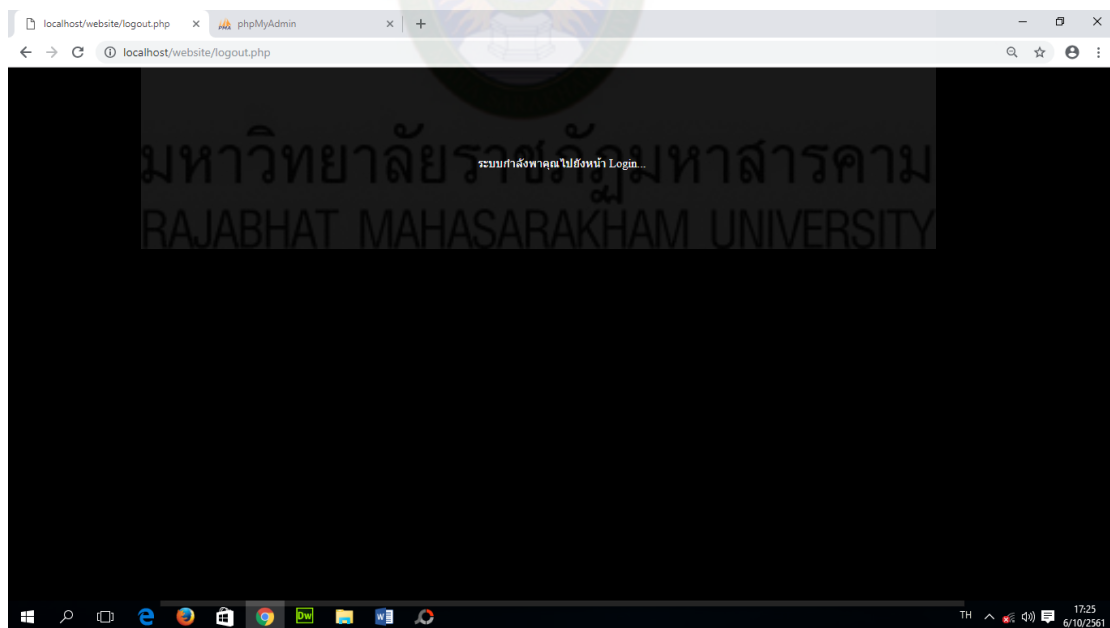 localhost/website/logout.php
phpMyAdmin
localhost/website/logout.php
มหาวิทยาลัยราชภัฏมหาสารคาม
ระบบกำลังพาคุณไปยังหน้า Login...
RAJABHAT MAHASARAKHAM UNIVERSITY
Dw
TH
17:25
6/10/2561